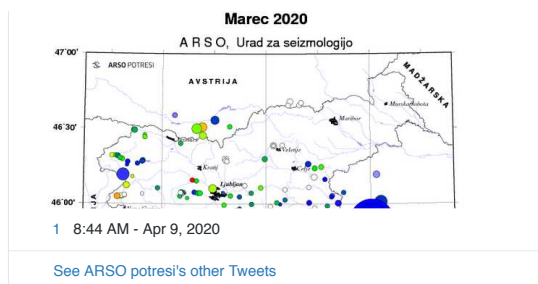 Marec 2020
A R S O, Urad za seizmologijo
47˚00'
ARSO POTRESI
AVSTRIJA
MADŽARSKA
Murska Sobota
Maribor
46˚30'
Velenje
Kranj
Celje
Ljubljana
46˚00'
1 8:44 AM - Apr 9, 2020
See ARSO potresi's other Tweets